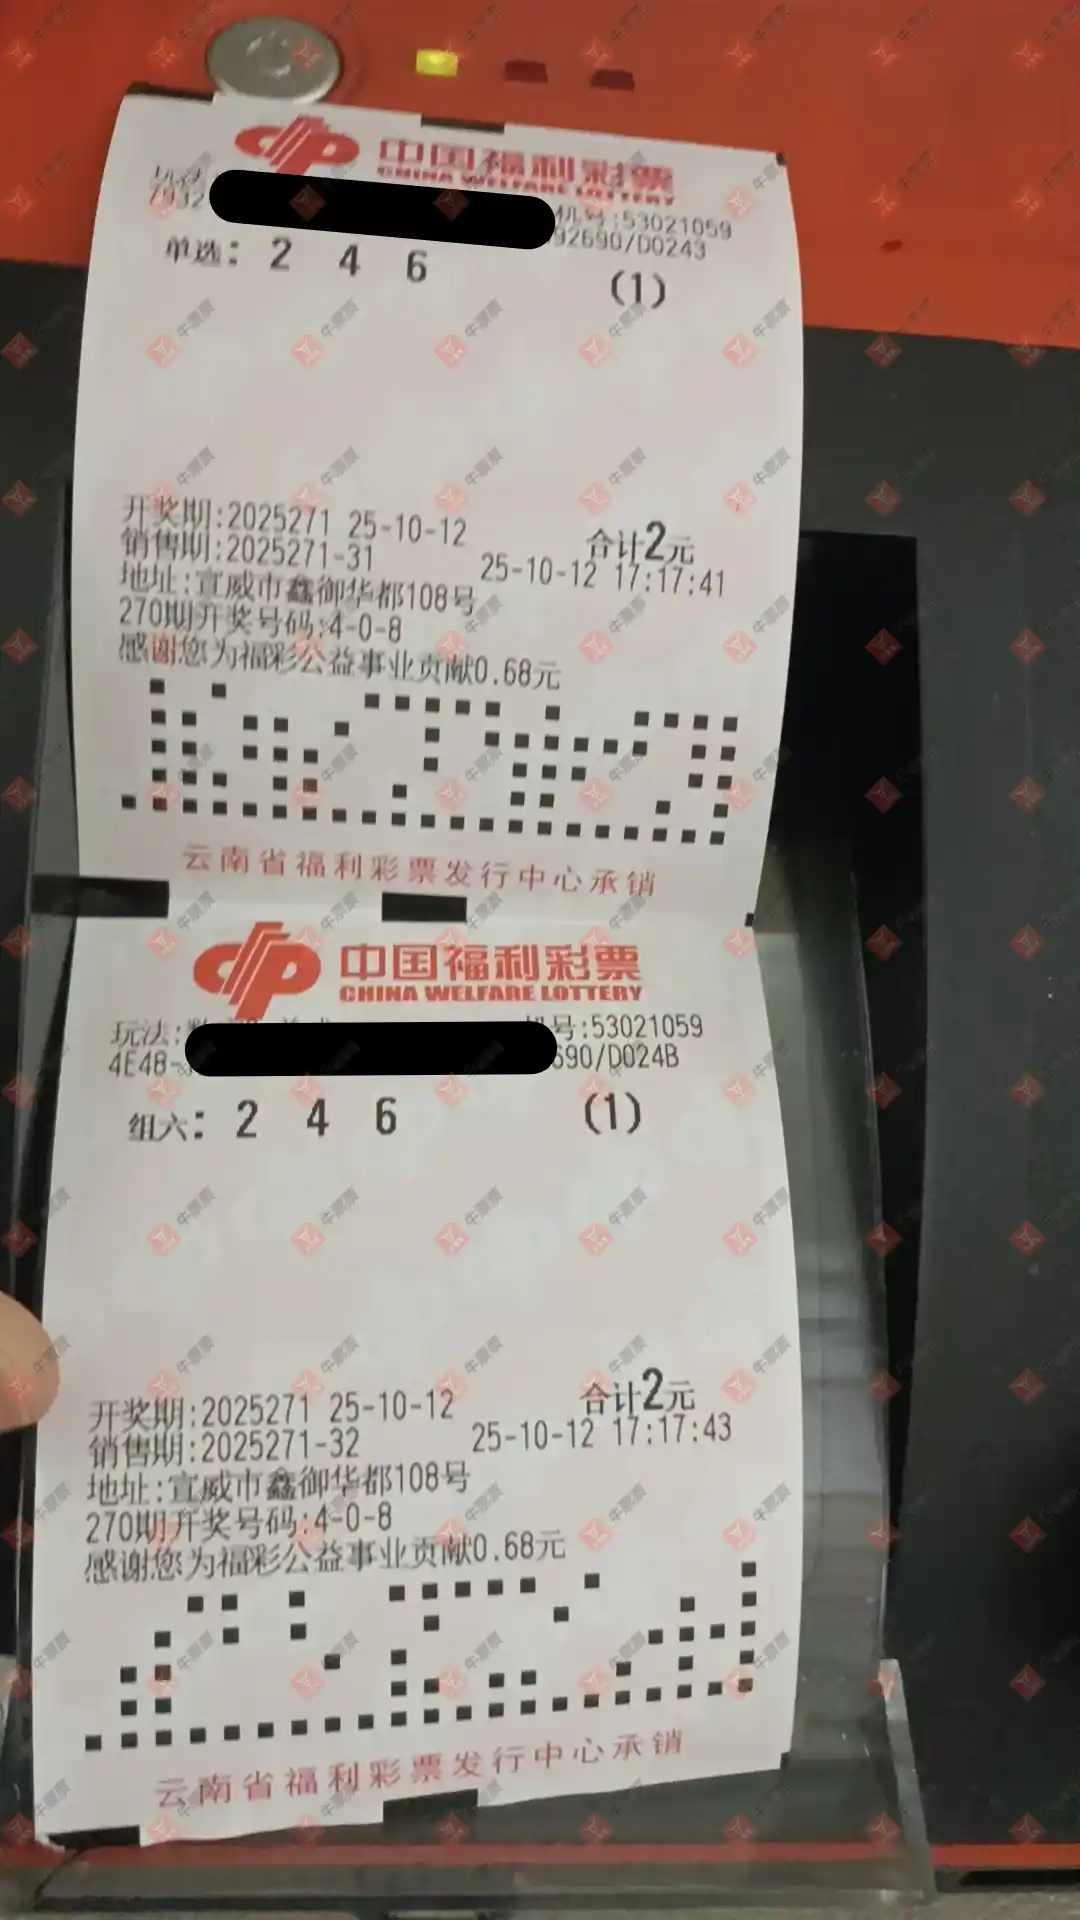 中国福利彩票
CHINA WELFARE LOTTERY
7932
机号:53021059
92690/D0243
单选: 2 4 6 (1)
开奖期:2025271 25-10-12 合计2元
销售期:2025271-31 25-10-12 17:17:41
地址:宣威市鑫御华都108号
270期开奖号码:4-0-8
感谢您为福彩公益事业贡献0.68元
云南省福利彩票发行中心承销
中国福利彩票
CHINA WELFARE LOTTERY
玩法: 机号:53021059
4E48- 690/D024B
组六: 2 4 6 (1)
开奖期:2025271 25-10-12 合计2元
销售期:2025271-32 25-10-12 17:17:43
地址:宣威市鑫御华都108号
270期开奖号码:4-0-8
感谢您为福彩公益事业贡献0.68元
云南省福利彩票发行中心承销
牛票票